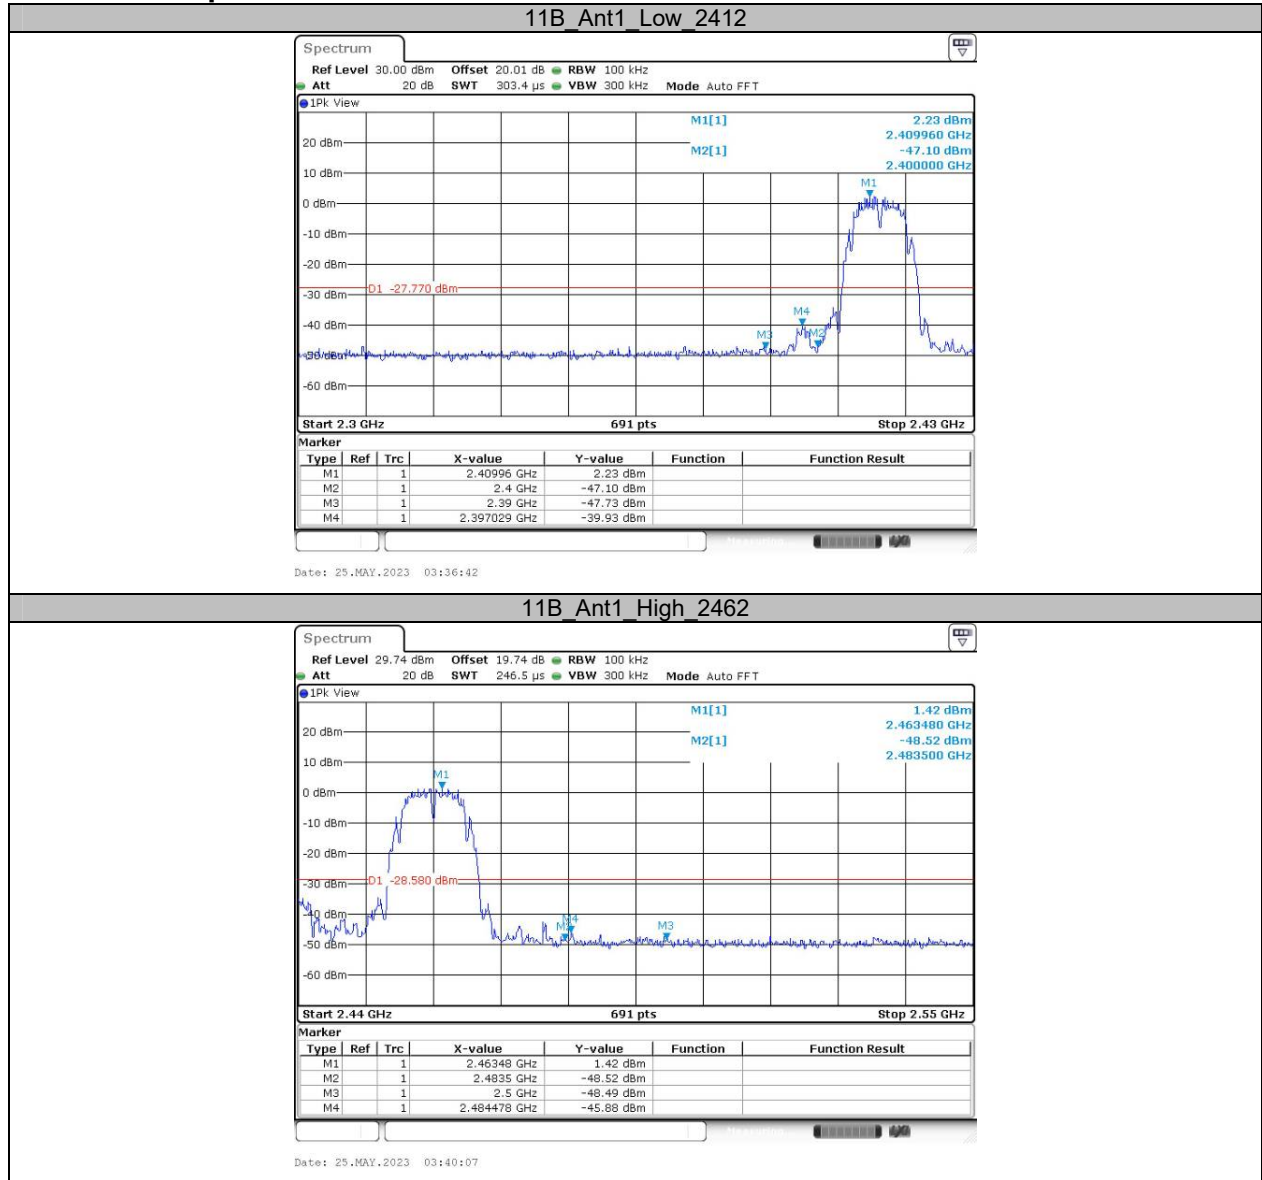 11B_Ant1_Low_2412
Spectrum
Ref Level 30.00 dBm Offset 20.01 dB RBW 100 kHz
Att 20 dB SWT 303.4 µs VBW 300 kHz Mode Auto FFT
1Pk View
M1[1] 2.23 dBm
2.409960 GHz
M2[1] -47.10 dBm
2.400000 GHz
20 dBm
10 dBm
M1
0 dBm
-10 dBm
-20 dBm
D1 -27.770 dBm
-30 dBm
M4
-40 dBm
M3 M2
-50 dBm
-60 dBm
Start 2.3 GHz 691 pts Stop 2.43 GHz
Marker
Type Ref Trc X-value Y-value Function Function Result
M1 1 2.40996 GHz 2.23 dBm
M2 1 2.4 GHz -47.10 dBm
M3 1 2.39 GHz -47.73 dBm
M4 1 2.397029 GHz -39.93 dBm
Date: 25.MAY.2023 03:36:42
11B_Ant1_High_2462
Spectrum
Ref Level 29.74 dBm Offset 19.74 dB RBW 100 kHz
Att 20 dB SWT 246.5 µs VBW 300 kHz Mode Auto FFT
1Pk View
M1[1] 1.42 dBm
2.463480 GHz
M2[1] -48.52 dBm
2.483500 GHz
20 dBm
10 dBm
M1
0 dBm
-10 dBm
-20 dBm
D1 -28.580 dBm
-30 dBm
-40 dBm
M4
M2 M3
-50 dBm
-60 dBm
Start 2.44 GHz 691 pts Stop 2.55 GHz
Marker
Type Ref Trc X-value Y-value Function Function Result
M1 1 2.46348 GHz 1.42 dBm
M2 1 2.4835 GHz -48.52 dBm
M3 1 2.5 GHz -48.49 dBm
M4 1 2.484478 GHz -45.88 dBm
Date: 25.MAY.2023 03:40:07